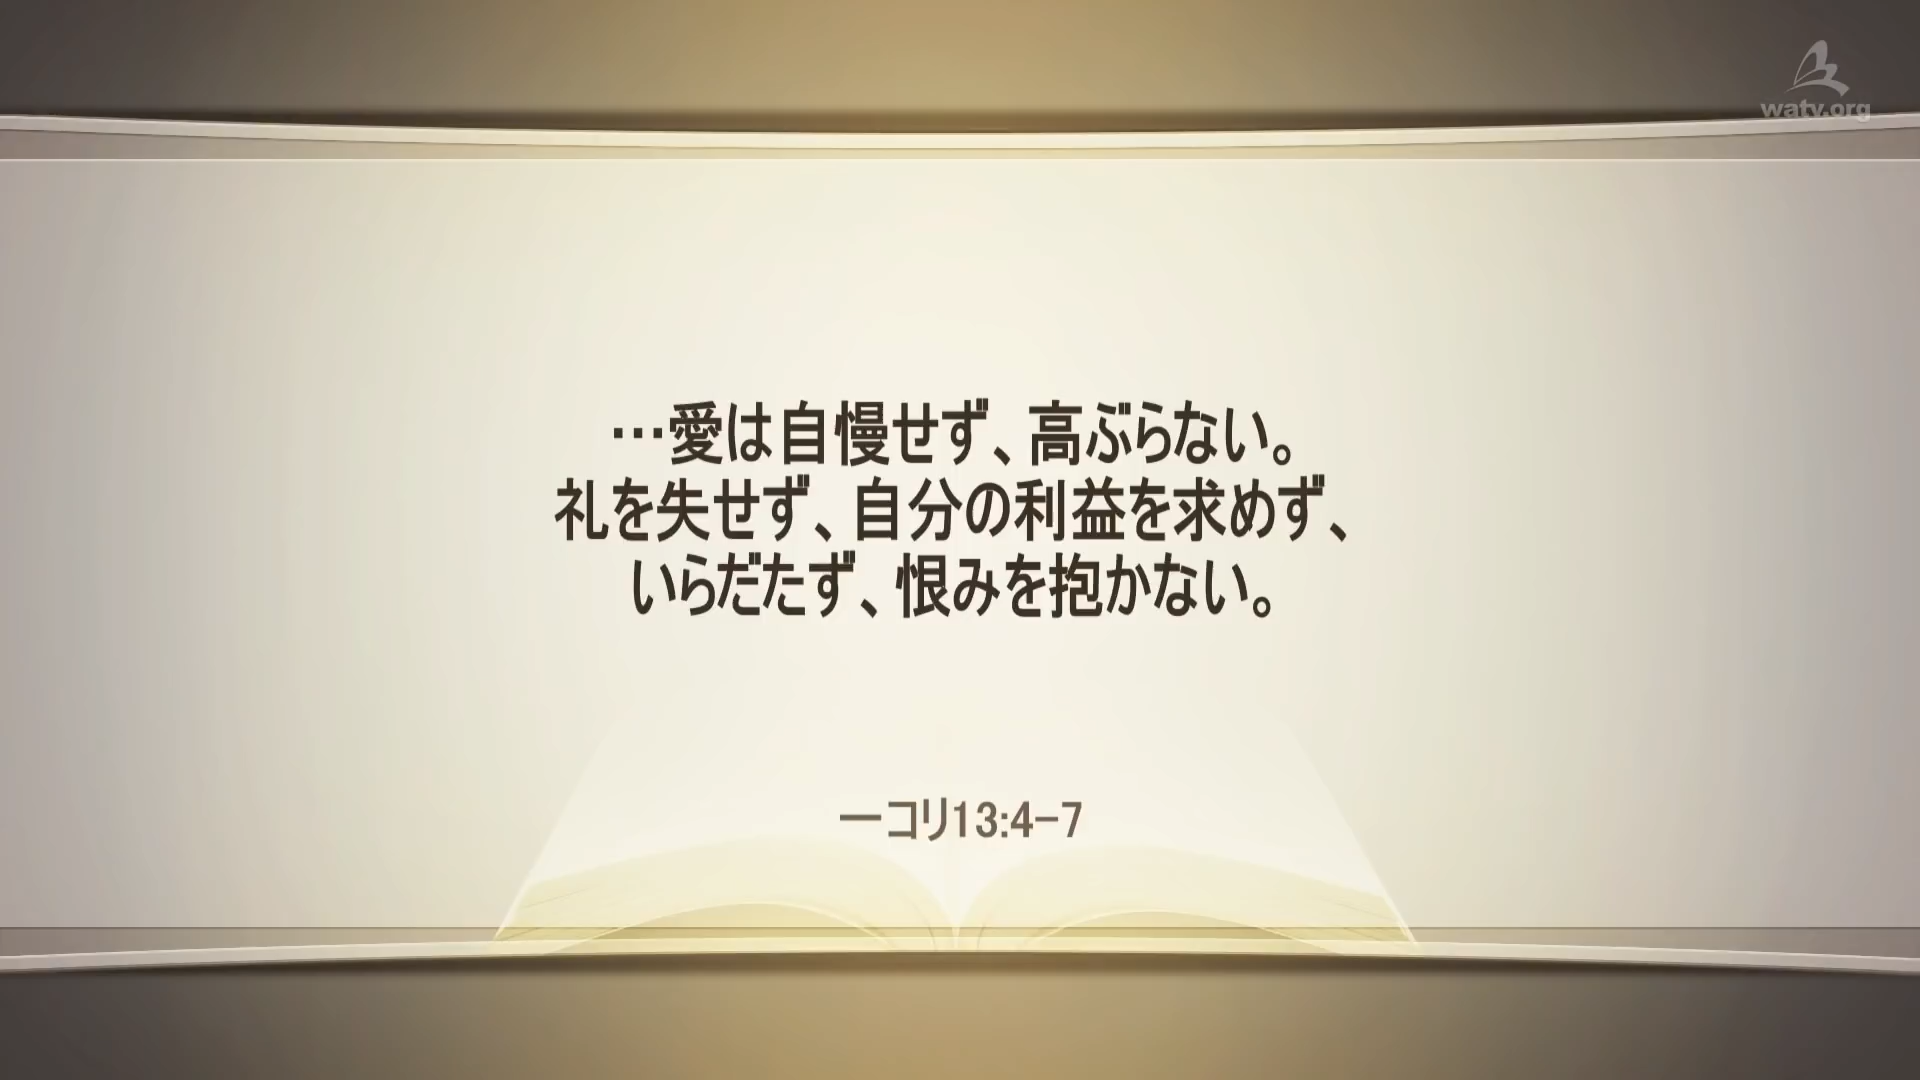 watv.org
…愛は自慢せず、高ぶらない。
礼を失せず、自分の利益を求めず、
いらだたず、恨みを抱かない。
一コリ13:4-7